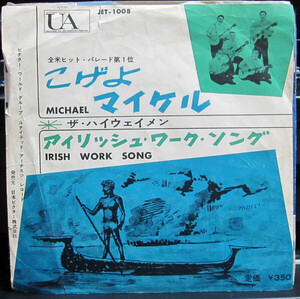 UA
JET-1008
全米ヒット・パレード第1位
こげよ
マイケル
MICHAEL
ザ・ハイウェイメン
アイリッシュ・ワーク・ソング
IRISH WORK SONG
定価 ¥350